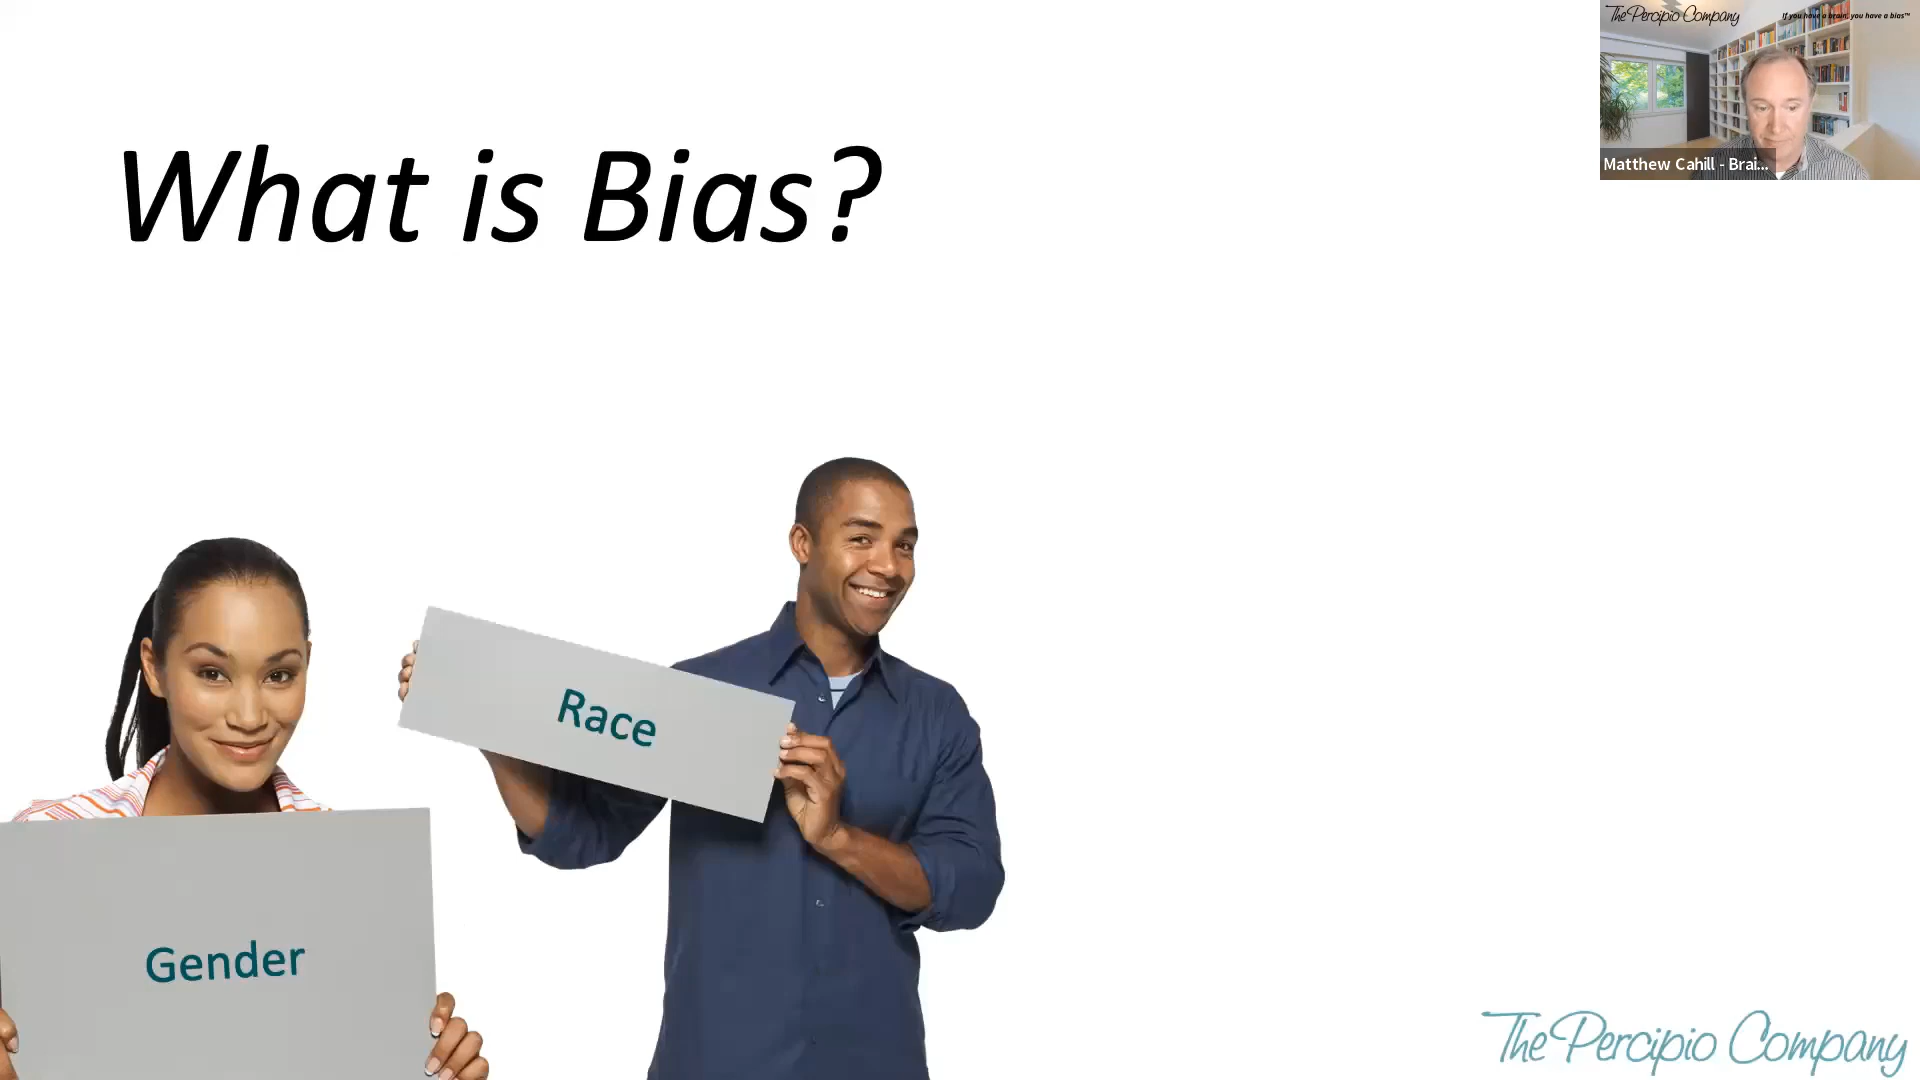 The Percipio Company
If you have a brain, you have a bias™
What is Bias?
Matthew Cahill - Brai...
Race
Gender
The Percipio Company